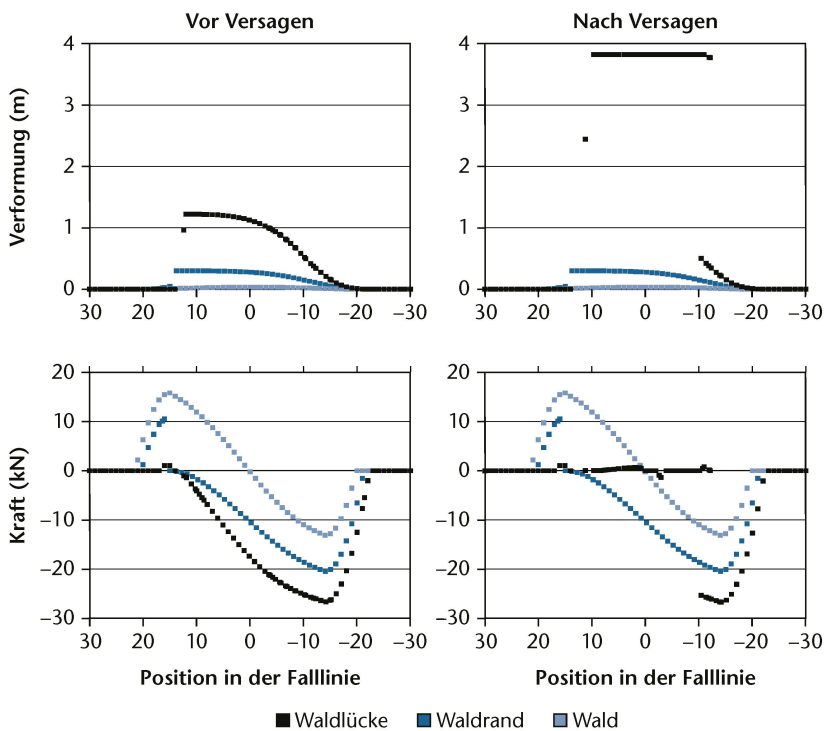 Vor Versagen
Nach Versagen
Verformung (m)
4
3
2
1
0
30 20 10 0 –10 –20 –30
4
3
2
1
0
30 20 10 0 –10 –20 –30
Kraft (kN)
20
10
0
–10
–20
–30
30 20 10 0 –10 –20 –30
Position in der Falllinie
20
10
0
–10
–20
–30
30 20 10 0 –10 –20 –30
Position in der Falllinie
Waldlücke Waldrand Wald